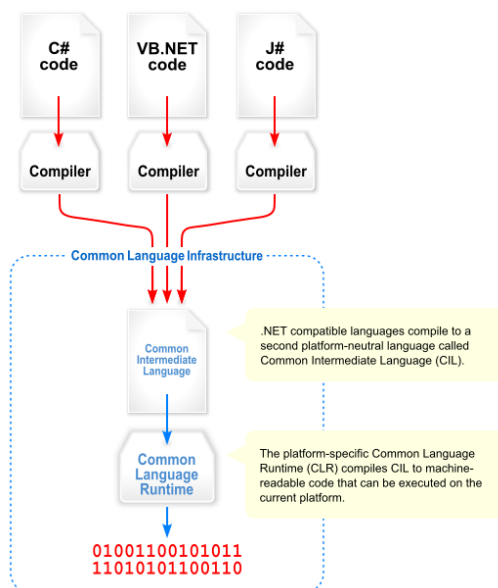 C#
code
VB.NET
code
J#
code
Compiler
Compiler
Compiler
Common Language Infrastructure
Common
Intermediate
Language
.NET compatible languages compile to a
second platform-neutral language called
Common Intermediate Language (CIL).
Common
Language
Runtime
The platform-specific Common Language
Runtime (CLR) compiles CIL to machine-
readable code that can be executed on the
current platform.
01001100101011
11010101100110